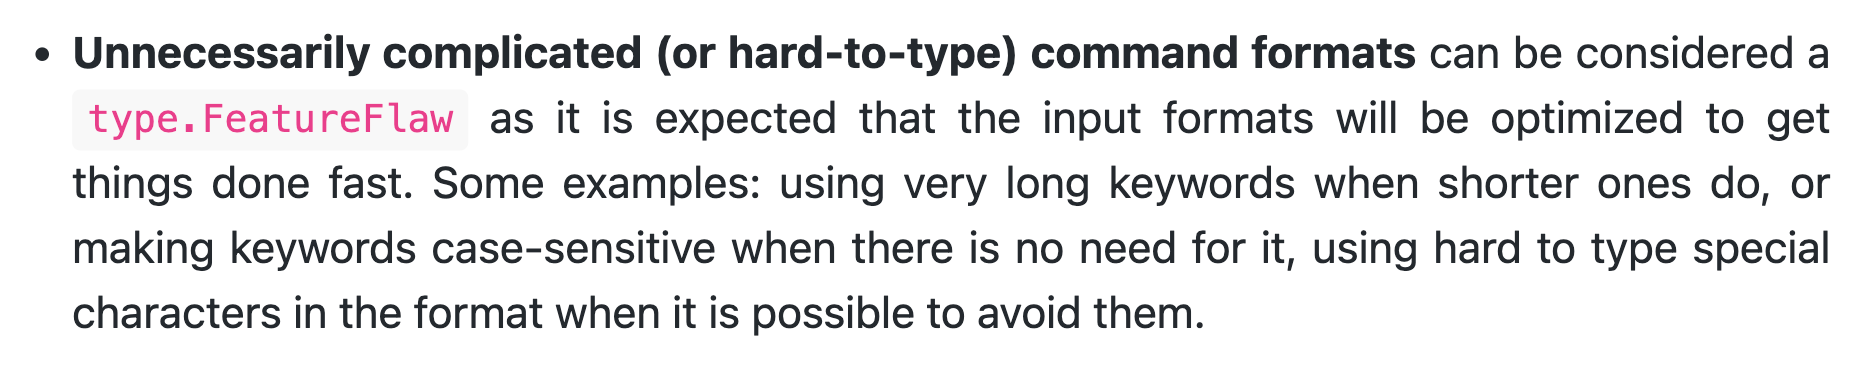 • Unnecessarily complicated (or hard-to-type) command formats can be considered a
type.FeatureFlaw as it is expected that the input formats will be optimized to get
things done fast. Some examples: using very long keywords when shorter ones do, or
making keywords case-sensitive when there is no need for it, using hard to type special
characters in the format when it is possible to avoid them.